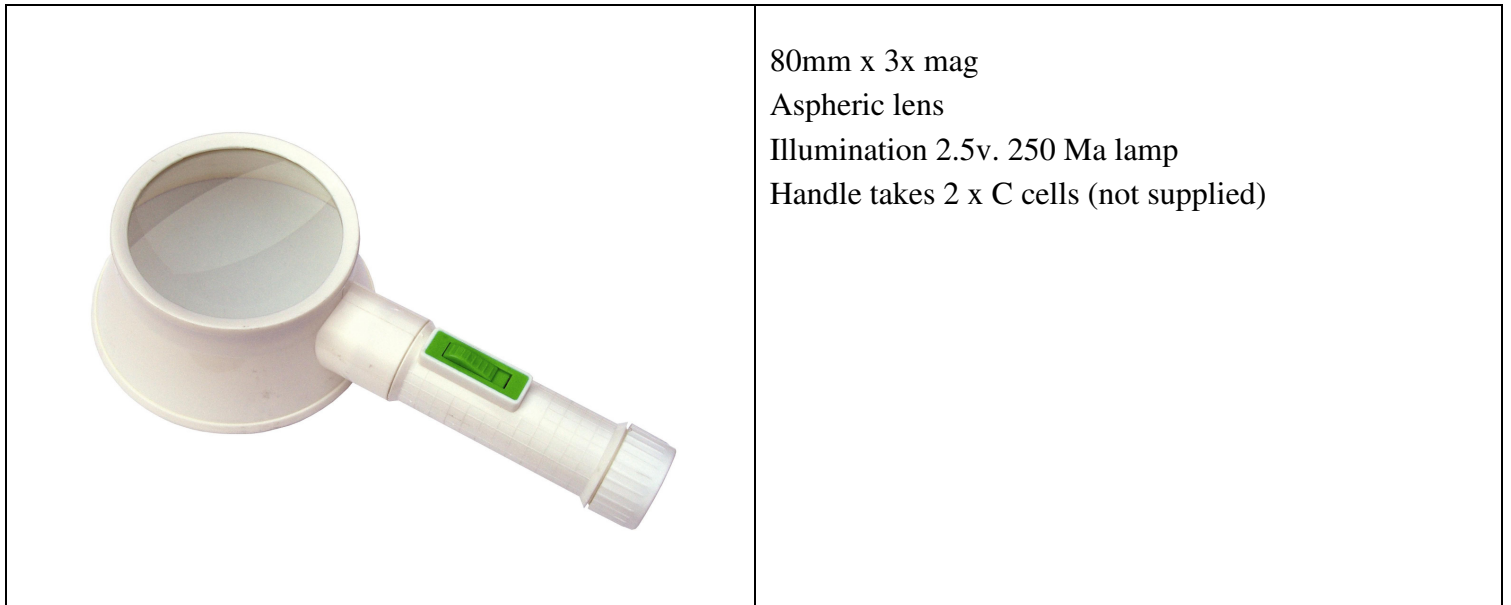 80mm x 3x mag
Aspheric lens
Illumination 2.5v. 250 Ma lamp
Handle takes 2 x C cells (not supplied)